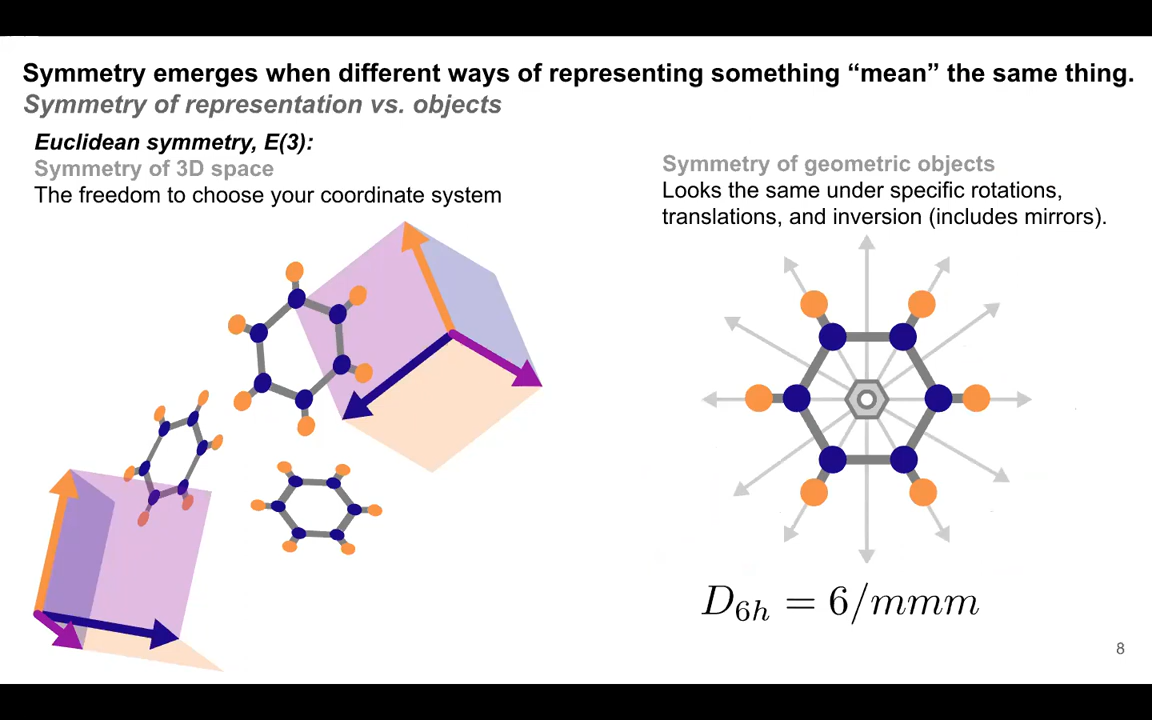 Symmetry emerges when different ways of representing something “mean” the same thing.
Symmetry of representation vs. objects
Euclidean symmetry, E(3):
Symmetry of 3D space
The freedom to choose your coordinate system
Symmetry of geometric objects
Looks the same under specific rotations,
translations, and inversion (includes mirrors).
D_{6h} = 6/mmm
8